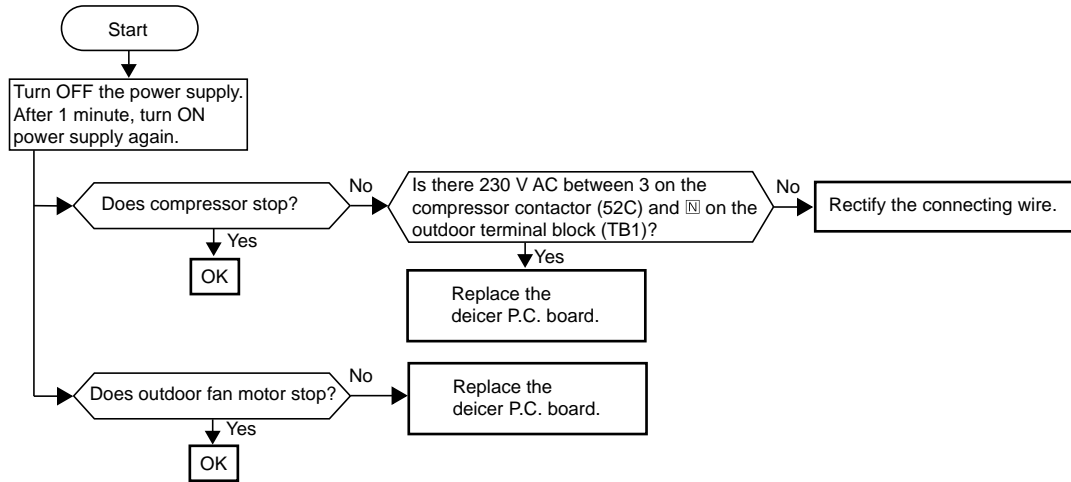 Start
Turn OFF the power supply.
After 1 minute, turn ON
power supply again.
Does compressor stop?
No
Yes
OK
Is there 230 V AC between 3 on the
compressor contactor (52C) and N on the
outdoor terminal block (TB1)?
No
Rectify the connecting wire.
Yes
Replace the
deicer P.C. board.
Does outdoor fan motor stop?
No
Replace the
deicer P.C. board.
Yes
OK